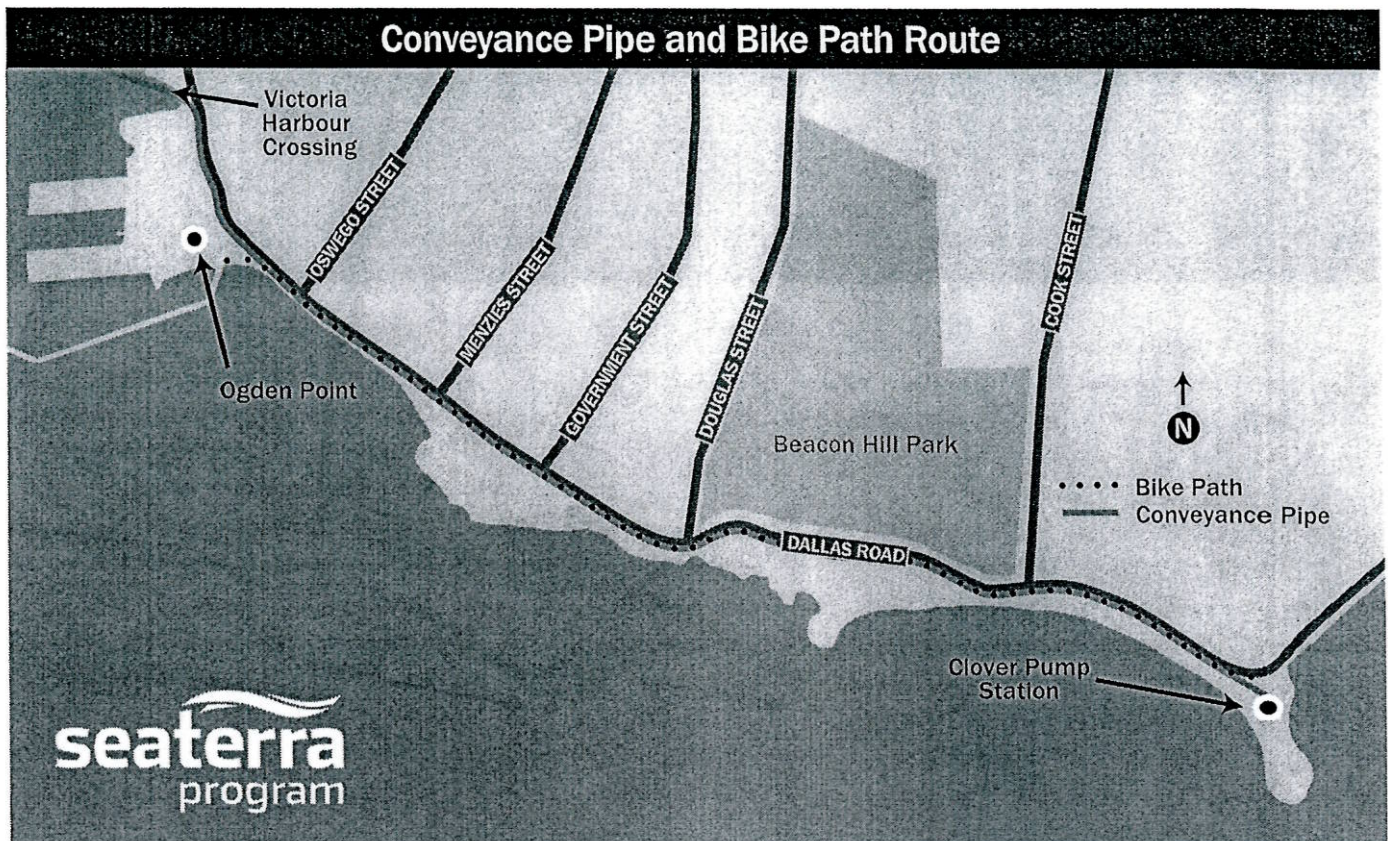 Conveyance Pipe and Bike Path Route
Victoria
Harbour
Crossing
OSWEGO STREET
MENZIES STREET
GOVERNMENT STREET
DOUGLAS STREET
COOK STREET
Ogden Point
Beacon Hill Park
N
Bike Path
Conveyance Pipe
DALLAS ROAD
Clover Pump
Station
seaterra
program